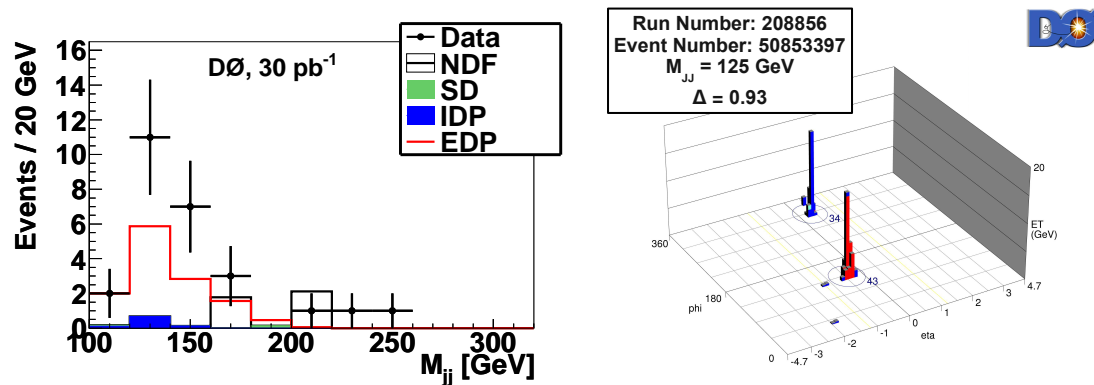 Events / 20 GeV
16
14
12
10
8
6
4
2
0
100
150
200
250
300
M_jj [GeV]
DØ, 30 pb⁻¹
Data
NDF
SD
IDP
EDP
Run Number: 208856
Event Number: 50853397
M_JJ = 125 GeV
Δ = 0.93
DØ
20
ET
(GeV)
34
43
360
phi
180
0
-4.7
-3
-2
-1
0
eta
1
2
3
4.7